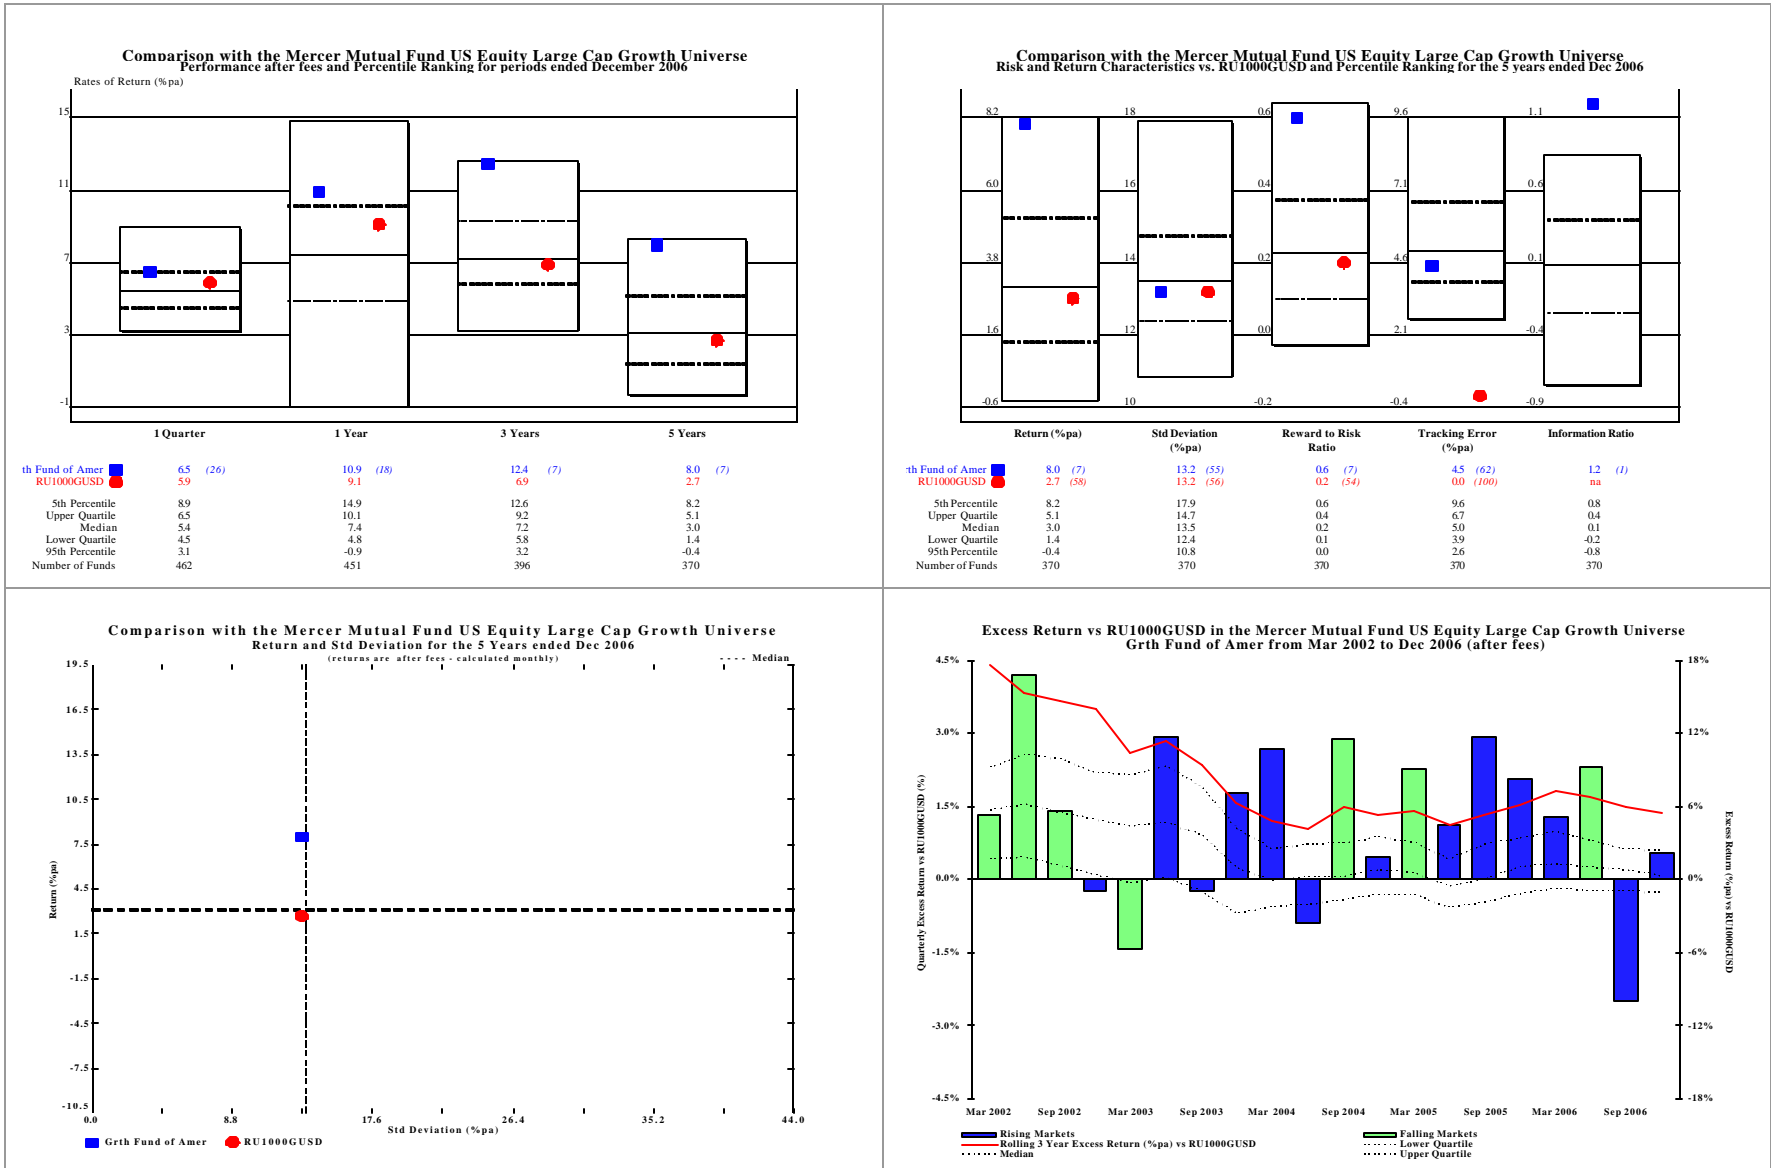 Comparison with the Mercer Mutual Fund US Equity Large Cap Growth Universe
Performance after fees and Percentile Ranking for periods ended December 2006
Rates of Return (%pa)
15
11
7
3
-1
1 Quarter 1 Year 3 Years 5 Years
th Fund of Amer 6.5 (26) 10.9 (18) 12.4 (7) 8.0 (7)
RU1000GUSD 5.9 9.1 6.9 2.7
5th Percentile 8.9 14.9 12.6 8.2
Upper Quartile 6.5 10.1 9.2 5.1
Median 5.4 7.4 7.2 3.0
Lower Quartile 4.5 4.8 5.8 1.4
95th Percentile 3.1 -0.9 3.2 -0.4
Number of Funds 462 451 396 370
Comparison with the Mercer Mutual Fund US Equity Large Cap Growth Universe
Risk and Return Characteristics vs. RU1000GUSD and Percentile Ranking for the 5 years ended Dec 2006
8.2 18 0.6 9.6 1.1
6.0 16 0.4 7.1 0.6
3.8 14 0.2 4.6 0.1
1.6 12 0.0 2.1 -0.4
-0.6 10 -0.2 -0.4 -0.9
Return (%pa) Std Deviation Reward to Risk Tracking Error Information Ratio
(%pa) Ratio (%pa)
th Fund of Amer 8.0 (7) 13.2 (55) 0.6 (7) 4.5 (62) 1.2 (1)
RU1000GUSD 2.7 (58) 13.2 (56) 0.2 (54) 0.0 (100) na
5th Percentile 8.2 17.9 0.6 9.6 0.8
Upper Quartile 5.1 14.7 0.4 6.7 0.4
Median 3.0 13.5 0.2 5.0 0.1
Lower Quartile 1.4 12.4 0.1 3.9 -0.2
95th Percentile -0.4 10.8 0.0 2.6 -0.8
Number of Funds 370 370 370 370 370
Comparison with the Mercer Mutual Fund US Equity Large Cap Growth Universe
Return and Std Deviation for the 5 Years ended Dec 2006
(returns are after fees - calculated monthly)
---- Median
19.5
16.5
13.5
10.5
7.5
4.5
1.5
-1.5
-4.5
-7.5
-10.5
Return (%pa)
0.0 8.8 17.6 26.4 35.2 44.0
Std Deviation (%pa)
Grth Fund of Amer RU1000GUSD
Excess Return vs RU1000GUSD in the Mercer Mutual Fund US Equity Large Cap Growth Universe
Grth Fund of Amer from Mar 2002 to Dec 2006 (after fees)
4.5% 18%
3.0% 12%
1.5% 6%
0.0% 0%
-1.5% -6%
-3.0% -12%
-4.5% -18%
Quarterly Excess Return vs RU1000GUSD (%)
Excess Return (%pa) vs RU1000GUSD
Mar 2002 Sep 2002 Mar 2003 Sep 2003 Mar 2004 Sep 2004 Mar 2005 Sep 2005 Mar 2006 Sep 2006
Rising Markets Falling Markets
Rolling 3 Year Excess Return (%pa) vs RU1000GUSD Lower Quartile
Median Upper Quartile